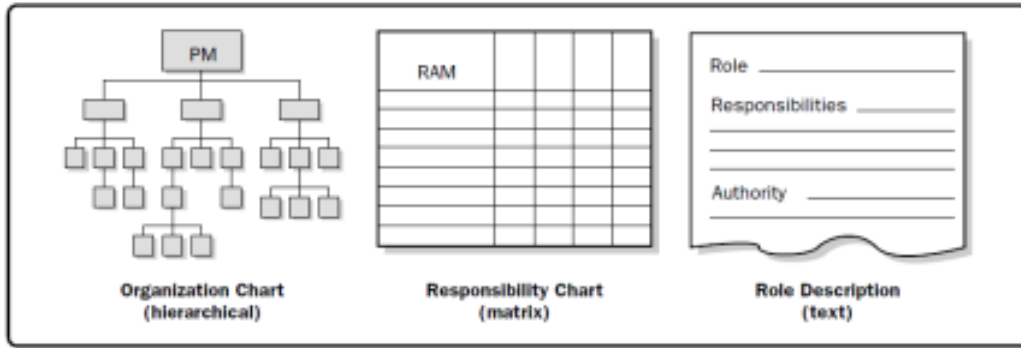 PM
RAM
Role
Responsibilities
Authority
Organization Chart
(hierarchical)
Responsibility Chart
(matrix)
Role Description
(text)